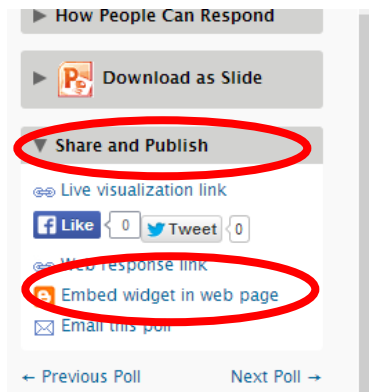 How People Can Respond
Download as Slide
Share and Publish
Live visualization link
Like 0 Tweet 0
Web response link
Embed widget in web page
Email this poll
← Previous Poll Next Poll →